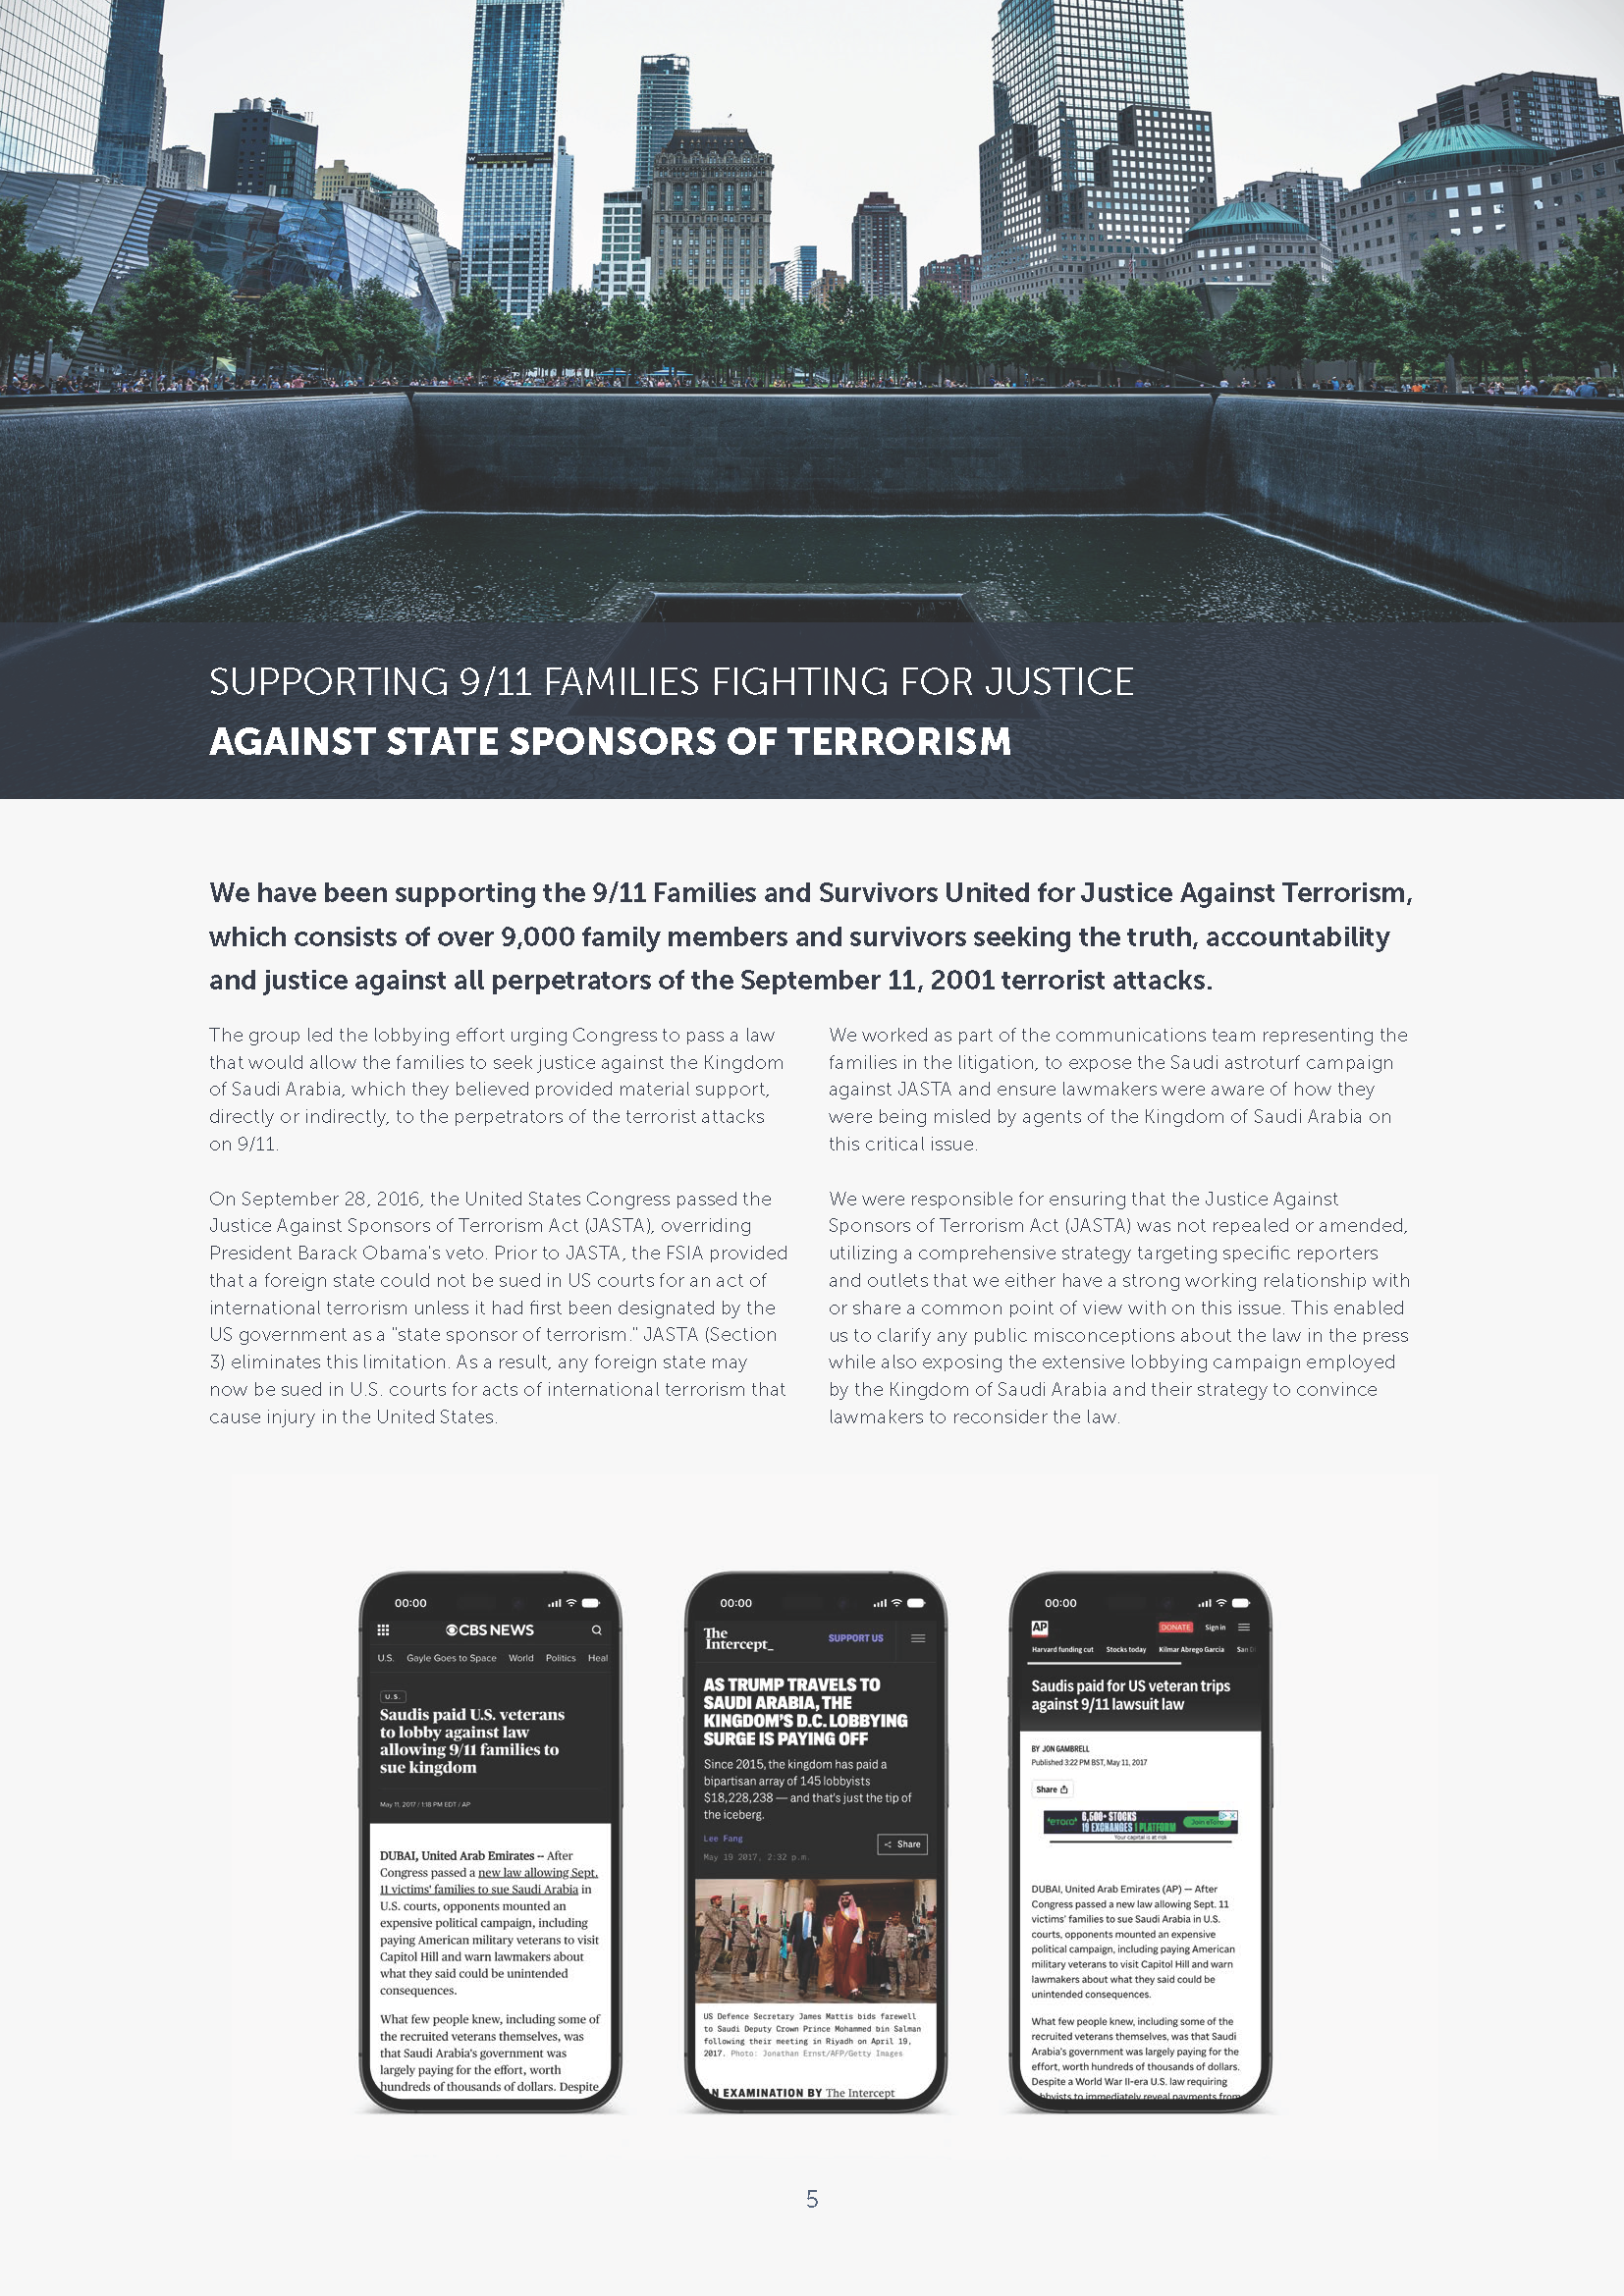 SUPPORTING 9/11 FAMILIES FIGHTING FOR JUSTICE
AGAINST STATE SPONSORS OF TERRORISM
We have been supporting the 9/11 Families and Survivors United for Justice Against Terrorism,
which consists of over 9,000 family members and survivors seeking the truth, accountability
and justice against all perpetrators of the September 11, 2001 terrorist attacks.
The group led the lobbying effort urging Congress to pass a law
that would allow the families to seek justice against the Kingdom
of Saudi Arabia, which they believed provided material support,
directly or indirectly, to the perpetrators of the terrorist attacks
on 9/11.
On September 28, 2016, the United States Congress passed the
Justice Against Sponsors of Terrorism Act (JASTA), overriding
President Barack Obama's veto. Prior to JASTA, the FSIA provided
that a foreign state could not be sued in US courts for an act of
international terrorism unless it had first been designated by the
US government as a "state sponsor of terrorism." JASTA (Section
3) eliminates this limitation. As a result, any foreign state may
now be sued in U.S. courts for acts of international terrorism that
cause injury in the United States.
We worked as part of the communications team representing the
families in the litigation, to expose the Saudi astroturf campaign
against JASTA and ensure lawmakers were aware of how they
were being misled by agents of the Kingdom of Saudi Arabia on
this critical issue.
We were responsible for ensuring that the Justice Against
Sponsors of Terrorism Act (JASTA) was not repealed or amended,
utilizing a comprehensive strategy targeting specific reporters
and outlets that we either have a strong working relationship with
or share a common point of view with on this issue. This enabled
us to clarify any public misconceptions about the law in the press
while also exposing the extensive lobbying campaign employed
by the Kingdom of Saudi Arabia and their strategy to convince
lawmakers to reconsider the law.
00:00
CBS NEWS
U.S. Gayle Goes to Space World Politics Heal
U.S.
Saudis paid U.S. veterans
to lobby against law
allowing 9/11 families to
sue kingdom
May 11, 2017 / 1:18 PM EDT / AP
DUBAI, United Arab Emirates -- After
Congress passed a new law allowing Sept.
11 victims' families to sue Saudi Arabia in
U.S. courts, opponents mounted an
expensive political campaign, including
paying American military veterans to visit
Capitol Hill and warn lawmakers about
what they said could be unintended
consequences.
What few people knew, including some of
the recruited veterans themselves, was
that Saudi Arabia's government was
largely paying for the effort, worth
hundreds of thousands of dollars. Despite
00:00
The
Intercept_
SUPPORT US
AS TRUMP TRAVELS TO
SAUDI ARABIA, THE
KINGDOM'S D.C. LOBBYING
SURGE IS PAYING OFF
Since 2015, the kingdom has paid a
bipartisan array of 145 lobbyists
$18,228,238 — and that's just the tip of
the iceberg.
Lee Fang
May 19 2017, 2:32 p.m.
Share
US Defence Secretary James Mattis bids farewell
to Saudi Deputy Crown Prince Mohammed bin Salman
following their meeting in Riyadh on April 19,
2017. Photo: Jonathan Ernst/AFP/Getty Images
AN EXAMINATION BY The Intercept
00:00
AP
DONATE Sign in
Harvard funding cut Stocks today Kilmar Abrego Garcia San D
Saudis paid for US veteran trips
against 9/11 lawsuit law
BY JON GAMBRELL
Published 3:22 PM BST, May 11, 2017
Share
eToro
6,500+ STOCKS
19 EXCHANGES 1 PLATFORM
Join eToro
Your capital is at risk
DUBAI, United Arab Emirates (AP) — After
Congress passed a new law allowing Sept. 11
victims' families to sue Saudi Arabia in U.S.
courts, opponents mounted an expensive
political campaign, including paying American
military veterans to visit Capitol Hill and warn
lawmakers about what they said could be
unintended consequences.
What few people knew, including some of the
recruited veterans themselves, was that Saudi
Arabia's government was largely paying for the
effort, worth hundreds of thousands of dollars.
Despite a World War II-era U.S. law requiring
lobbyists to immediately reveal payments from
5